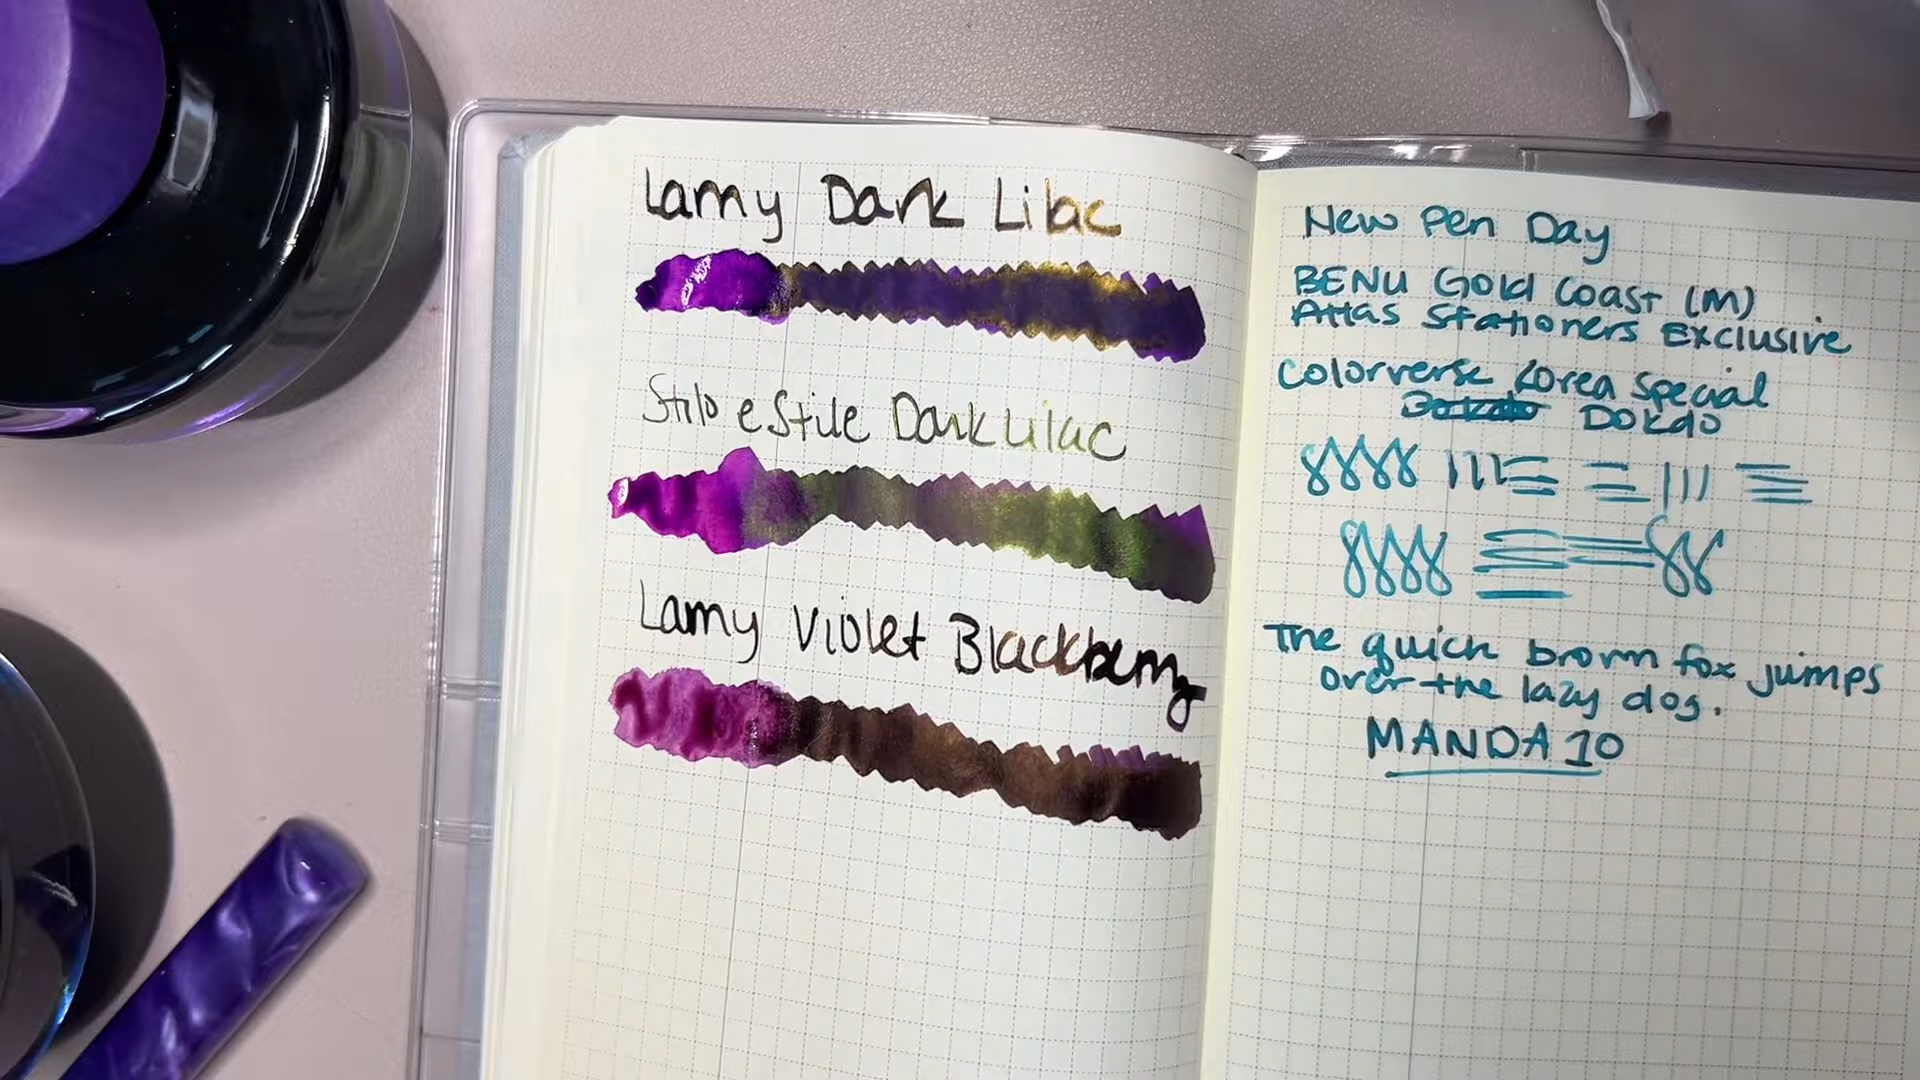 Lamy Dark Lilac
Stilo e Stile Dark Lilac
Lamy Violet Blackberry
New Pen Day
BENU Gold Coast (M)
Atlas Stationers Exclusive
Colorverse Korea Special
Dokdo
The quick brown fox jumps
over the lazy dog.
MANDA 10